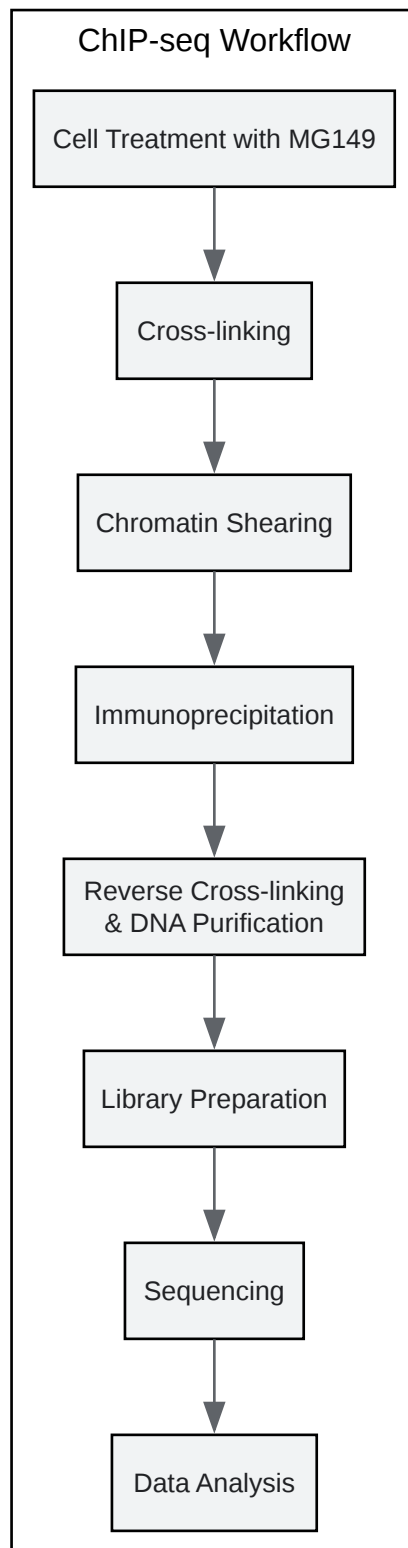 ChIP-seq Workflow
Cell Treatment with MG149
Cross-linking
Chromatin Shearing
Immunoprecipitation
Reverse Cross-linking
& DNA Purification
Library Preparation
Sequencing
Data Analysis